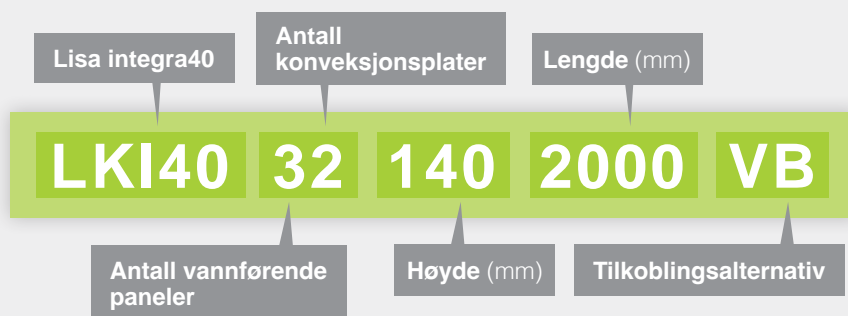 Lisa integra40
Antall
konveksjonsplater
Lengde (mm)
LKI40 32 140 2000 VB
Antall vannførende
paneler
Høyde (mm)
Tilkoblingsalternativ